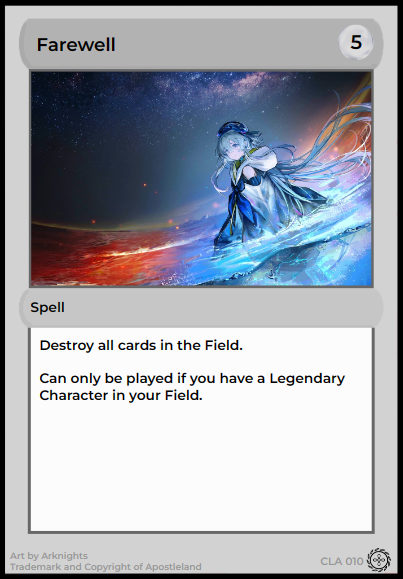 Farewell
5
Spell
Destroy all cards in the Field.
Can only be played if you have a Legendary
Character in your Field.
Art by Arknights
Trademark and Copyright of Apostleland
CLA 010